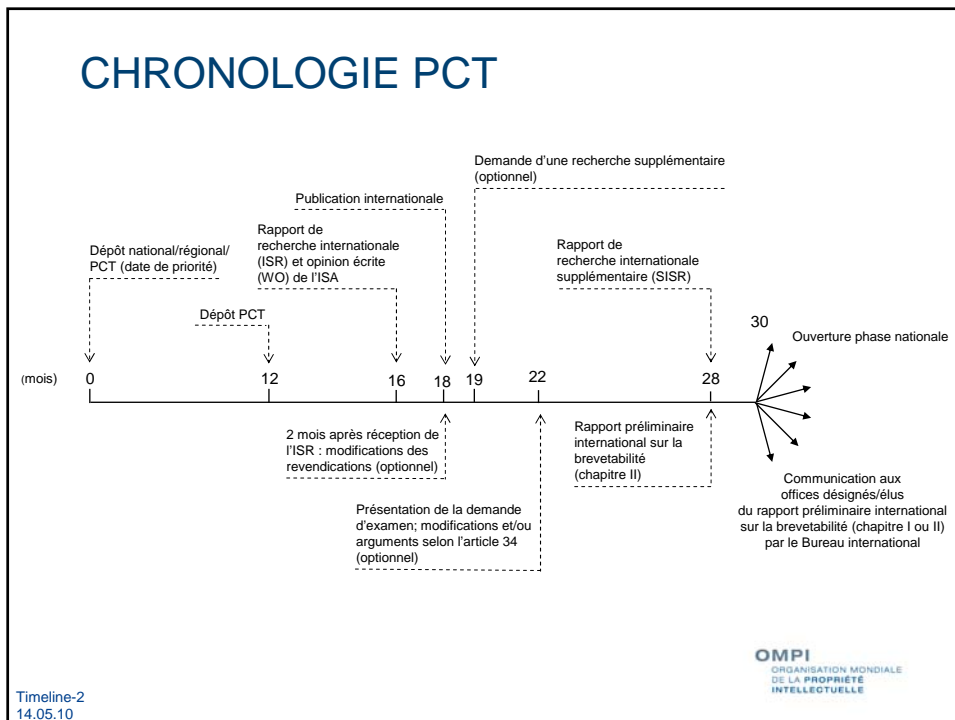 CHRONOLOGIE PCT
Demande d’une recherche supplémentaire
(optionnel)
Publication internationale
Rapport de
recherche internationale
(ISR) et opinion écrite
(WO) de l’ISA
Rapport de
recherche internationale
supplémentaire (SISR)
Dépôt national/régional/
PCT (date de priorité)
Dépôt PCT
30
Ouverture phase nationale
(mois) 0 12 16 18 19 22 28
2 mois après réception de
l’ISR : modifications des
revendications (optionnel)
Rapport préliminaire
international sur la
brevetabilité
(chapitre II)
Présentation de la demande
d’examen; modifications et/ou
arguments selon l’article 34
(optionnel)
Communication aux
offices désignés/élus
du rapport préliminaire international
sur la brevetabilité (chapitre I ou II)
par le Bureau international
OMPI
ORGANISATION MONDIALE
DE LA PROPRIÉTÉ
INTELLECTUELLE
Timeline-2
14.05.10